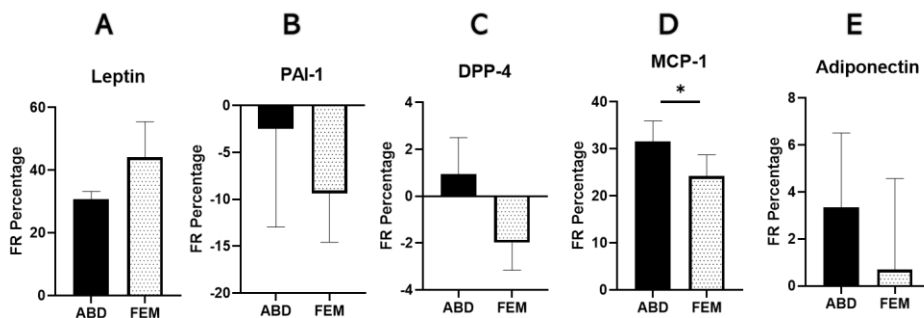 A
Leptin
FR Percentage
60
40
20
0
ABD FEM
B
PAI-1
FR Percentage
0
-5
-10
-15
-20
ABD FEM
C
DPP-4
FR Percentage
4
2
0
-2
-4
ABD FEM
D
MCP-1
*
FR Percentage
40
30
20
10
0
ABD FEM
E
Adiponectin
FR Percentage
8
6
4
2
0
ABD FEM